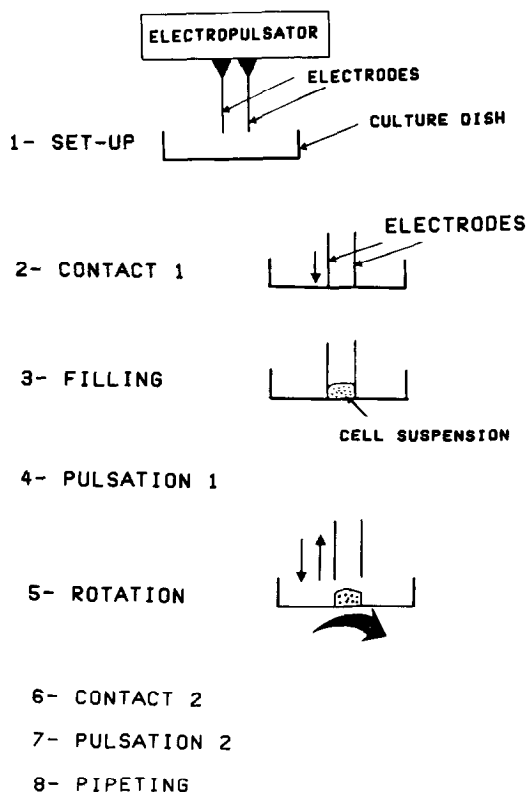 ELECTROPULSATOR
ELECTRODES
CULTURE DISH
1- SET-UP
ELECTRODES
2- CONTACT 1
3- FILLING
CELL SUSPENSION
4- PULSATION 1
5- ROTATION
6- CONTACT 2
7- PULSATION 2
8- PIPETING